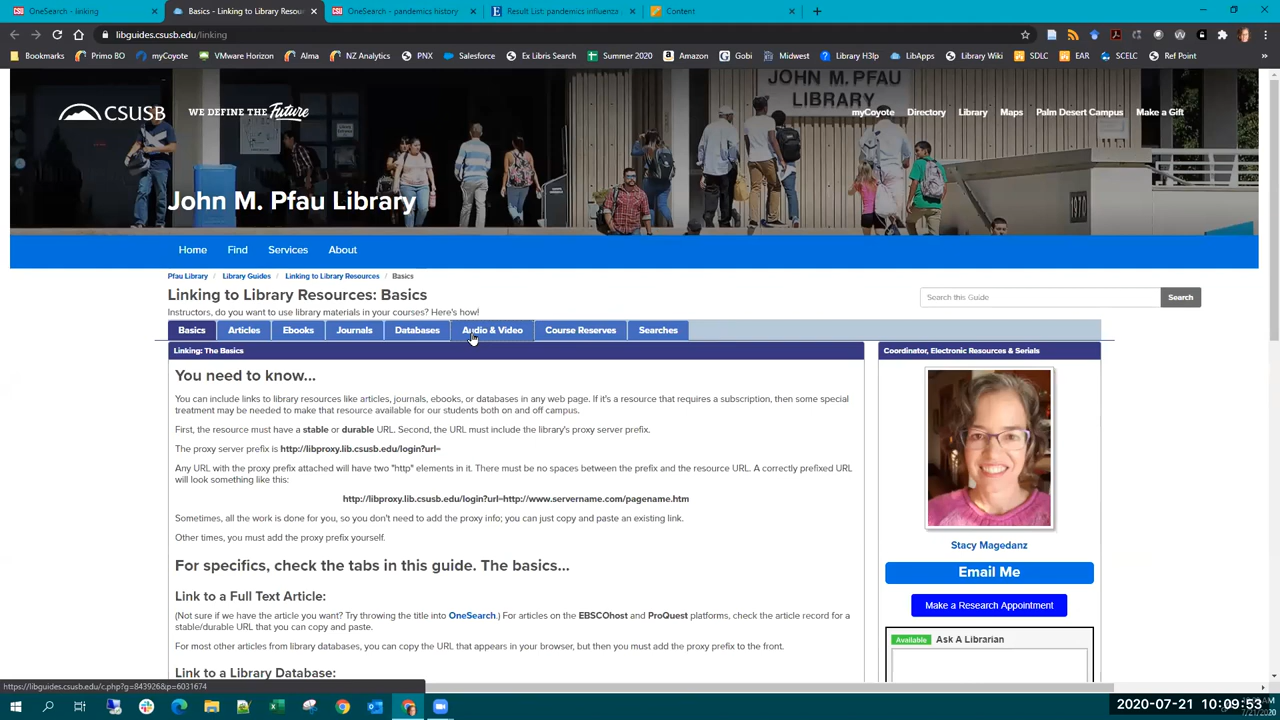 OneSearch - linking
Basics - Linking to Library Resour
OneSearch - pandemics history
Result List: pandemics influenza
Content
libguides.csusb.edu/linking
Bookmarks
Primo BO
myCoyote
VMware Horizon
Alma
NZ Analytics
PNX
Salesforce
Ex Libris Search
Summer 2020
Amazon
Gobi
Midwest
Library H3lp
LibApps
Library Wiki
SDLC
EAR
SCELC
Ref Point
JOHN M. PFAU
LIBRARY
CSUSB
WE DEFINE THE Future
myCoyote
Directory
Library
Maps
Palm Desert Campus
Make a Gift
1970
John M. Pfau Library
Home
Find
Services
About
Pfau Library / Library Guides / Linking to Library Resources / Basics
Linking to Library Resources: Basics
Instructors, do you want to use library materials in your courses? Here's how!
Search this Guide
Search
Basics
Articles
Ebooks
Journals
Databases
Audio & Video
Course Reserves
Searches
Linking: The Basics
You need to know...
You can include links to library resources like articles, journals, ebooks, or databases in any web page. If it's a resource that requires a subscription, then some special
treatment may be needed to make that resource available for our students both on and off campus.
First, the resource must have a stable or durable URL. Second, the URL must include the library's proxy server prefix.
The proxy server prefix is http://libproxy.lib.csusb.edu/login?url=
Any URL with the proxy prefix attached will have two "http" elements in it. There must be no spaces between the prefix and the resource URL. A correctly prefixed URL
will look something like this:
http://libproxy.lib.csusb.edu/login?url=http://www.servername.com/pagename.htm
Sometimes, all the work is done for you, so you don't need to add the proxy info; you can just copy and paste an existing link.
Other times, you must add the proxy prefix yourself.
For specifics, check the tabs in this guide. The basics...
Link to a Full Text Article:
(Not sure if we have the article you want? Try throwing the title into OneSearch.) For articles on the EBSCOhost and ProQuest platforms, check the article record for a
stable/durable URL that you can copy and paste.
For most other articles from library databases, you can copy the URL that appears in your browser, but then you must add the proxy prefix to the front.
Link to a Library Database:
Coordinator, Electronic Resources & Serials
Stacy Magedanz
Email Me
Make a Research Appointment
Available
Ask A Librarian
https://libguides.csusb.edu/c.php?g=843926&p=6031674
2020-07-21 10:09:53